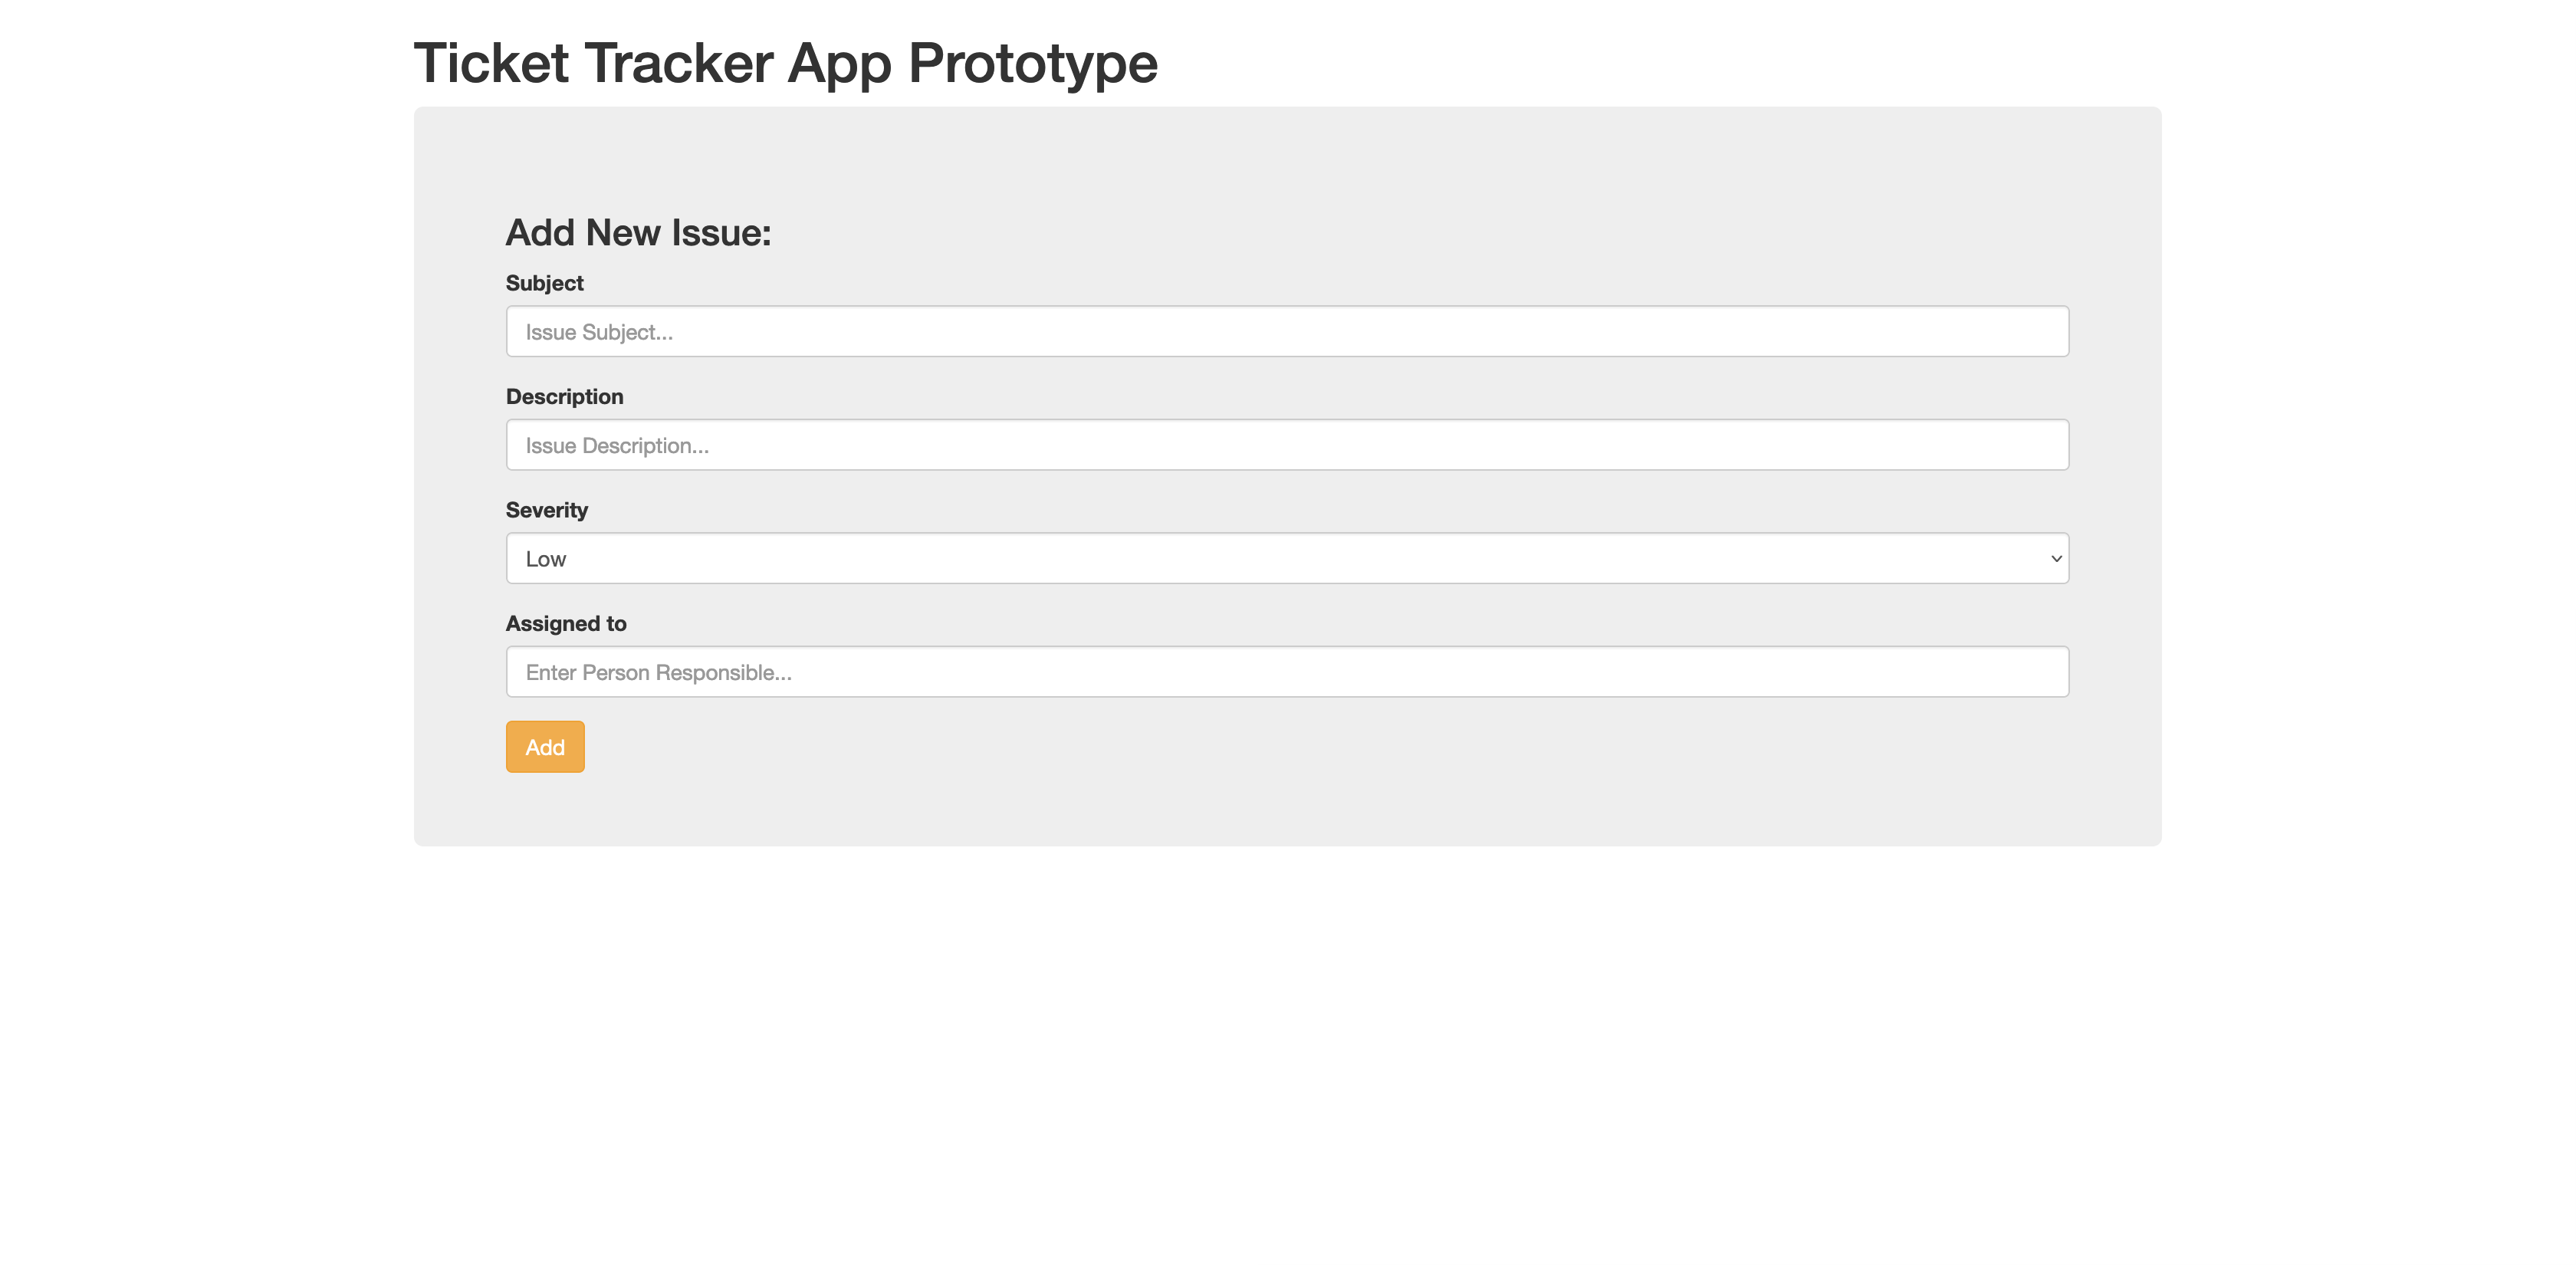 Ticket Tracker App Prototype
Add New Issue:
Subject
Issue Subject...
Description
Issue Description...
Severity
Low
Assigned to
Enter Person Responsible...
Add